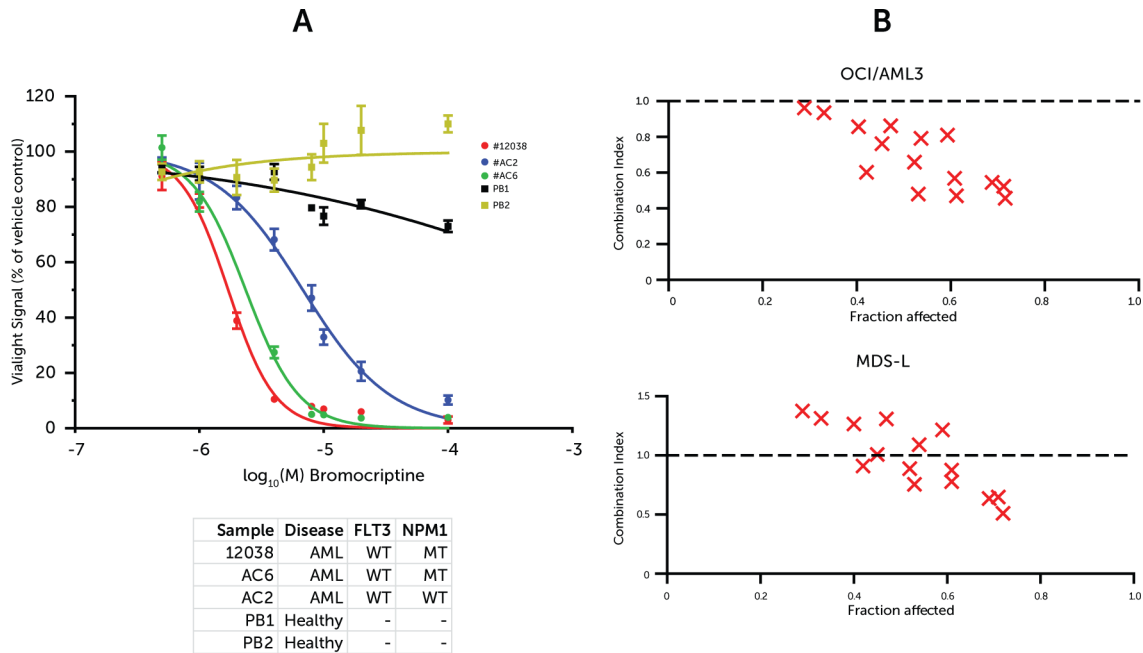 A
B
120
100
80
60
40
20
0
-7
-6
-5
-4
-3
Vialight Signal (% of vehicle control)
log10(M) Bromocriptine
#12038
#AC2
#AC6
PB1
PB2
Sample Disease FLT3 NPM1
12038 AML WT MT
AC6 AML WT MT
AC2 AML WT WT
PB1 Healthy - -
PB2 Healthy - -
OCI/AML3
1.0
0.8
0.6
0.4
0.2
0
Combination Index
0 0.2 0.4 0.6 0.8 1.0
Fraction affected
MDS-L
1.5
1.0
0.5
0
Combination Index
0 0.2 0.4 0.6 0.8 1.0
Fraction affected